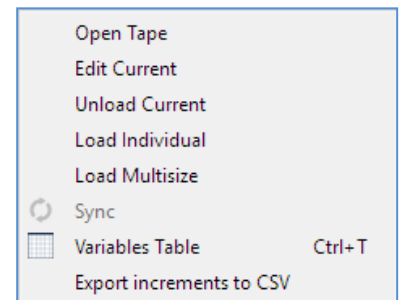 Open Tape
Edit Current
Unload Current
Load Individual
Load Multisize
Sync
Variables Table Ctrl+T
Export increments to CSV